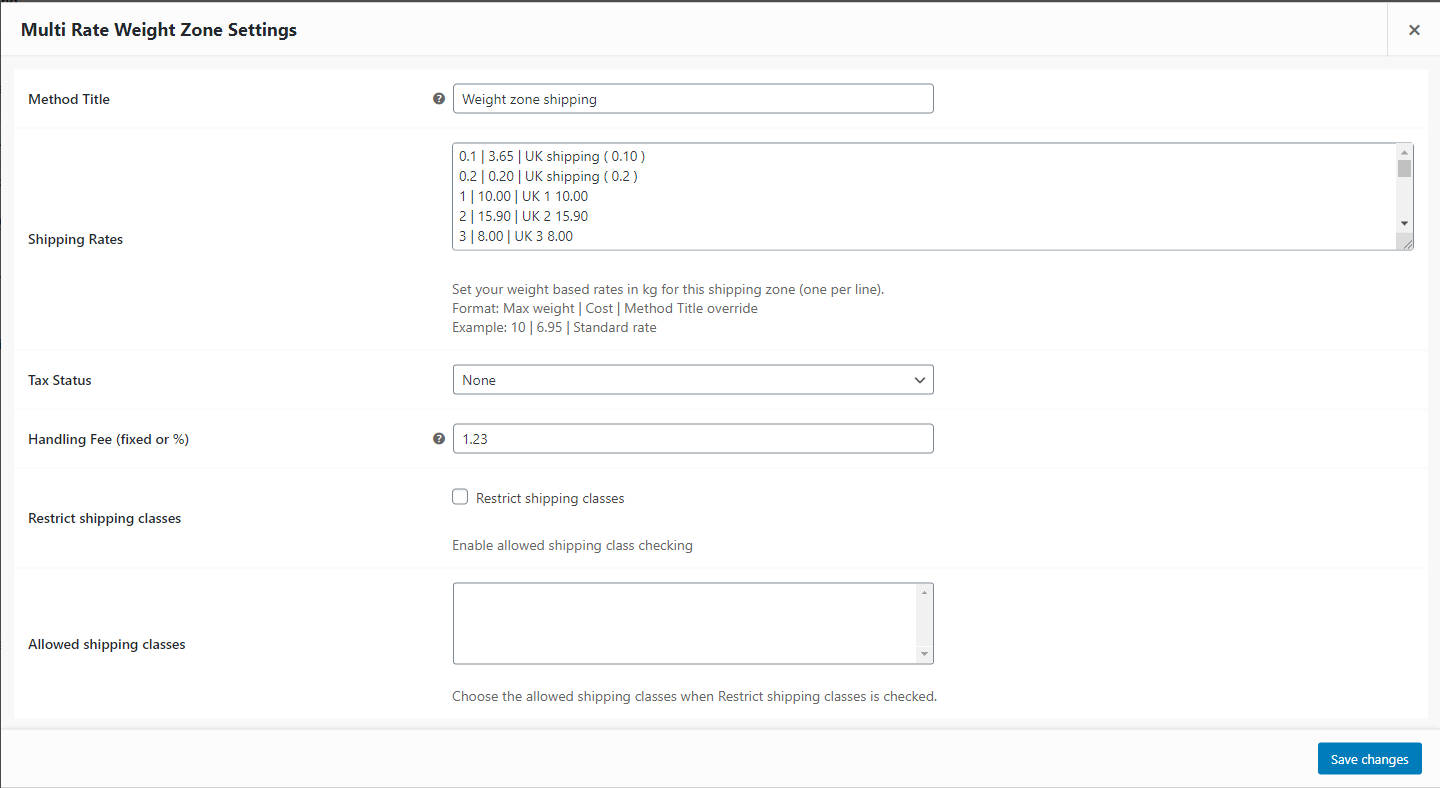 Multi Rate Weight Zone Settings
Method Title
Weight zone shipping
Shipping Rates
0.1 | 3.65 | UK shipping ( 0.10 )
0.2 | 0.20 | UK shipping ( 0.2 )
1 | 10.00 | UK 1 10.00
2 | 15.90 | UK 2 15.90
3 | 8.00 | UK 3 8.00
Set your weight based rates in kg for this shipping zone (one per line).
Format: Max weight | Cost | Method Title override
Example: 10 | 6.95 | Standard rate
Tax Status
None
Handling Fee (fixed or %)
1.23
Restrict shipping classes
Restrict shipping classes
Enable allowed shipping class checking
Allowed shipping classes
Choose the allowed shipping classes when Restrict shipping classes is checked.
Save changes